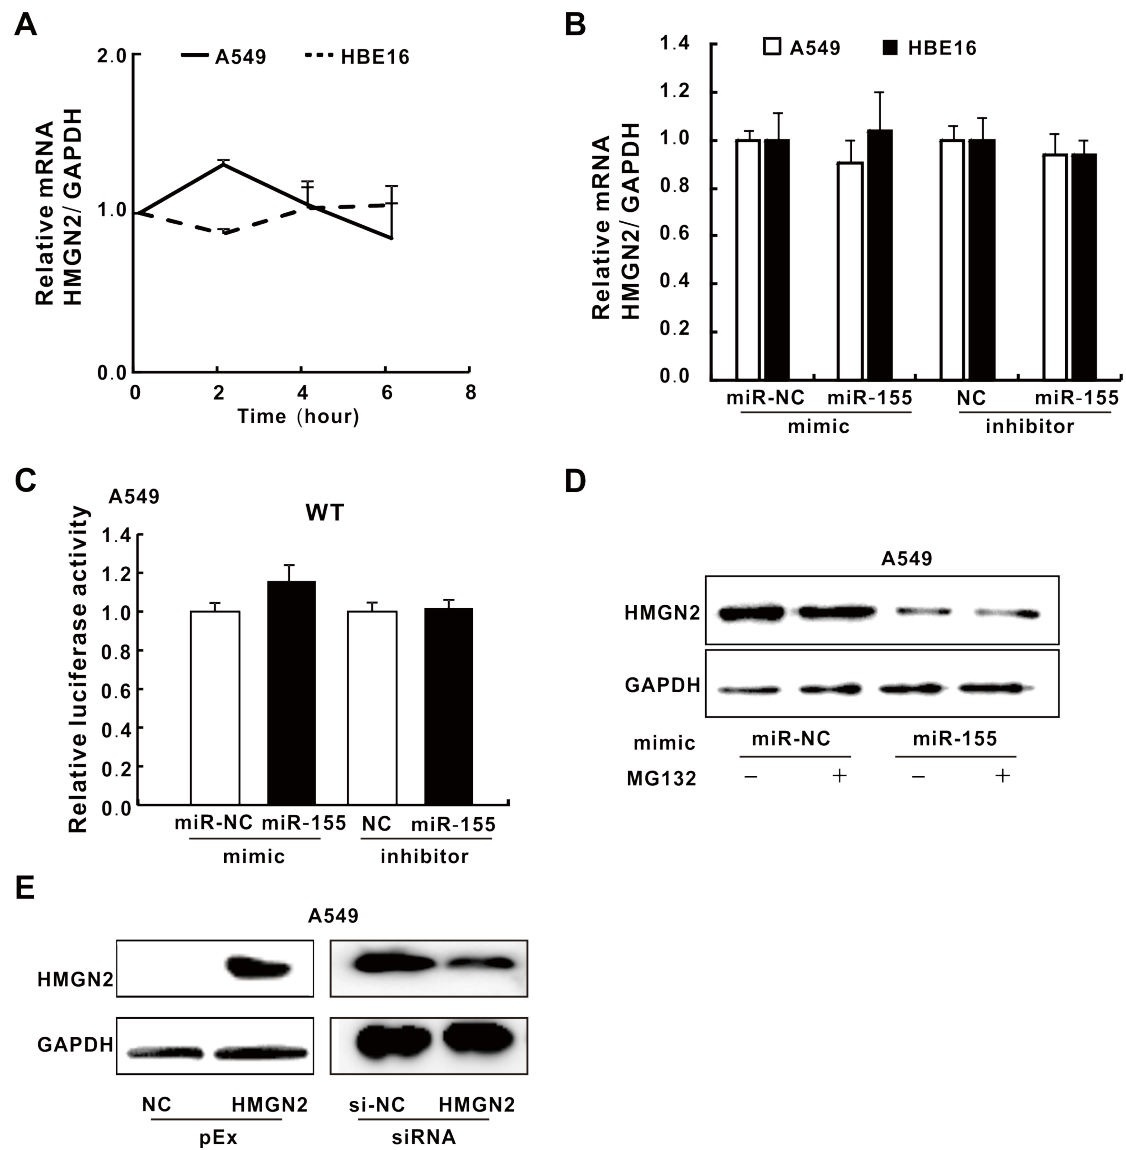 A
2.0
1.0
0.0
A549
HBE16
Relative mRNA
HMGN2/ GAPDH
0
2
4
6
8
Time (hour)
B
1.4
1.2
1.0
0.8
0.6
0.4
0.2
0.0
A549
HBE16
Relative mRNA
HMGN2/ GAPDH
miR-NC
miR-155
NC
miR-155
mimic
inhibitor
C
A549
WT
Relative luciferase activity
1.4
1.2
1.0
0.8
0.6
0.4
0.2
0.0
miR-NC
miR-155
NC
miR-155
mimic
inhibitor
D
A549
HMGN2
GAPDH
mimic
miR-NC
miR-155
MG132
−
+
−
+
E
A549
HMGN2
GAPDH
NC
HMGN2
si-NC
HMGN2
pEx
siRNA